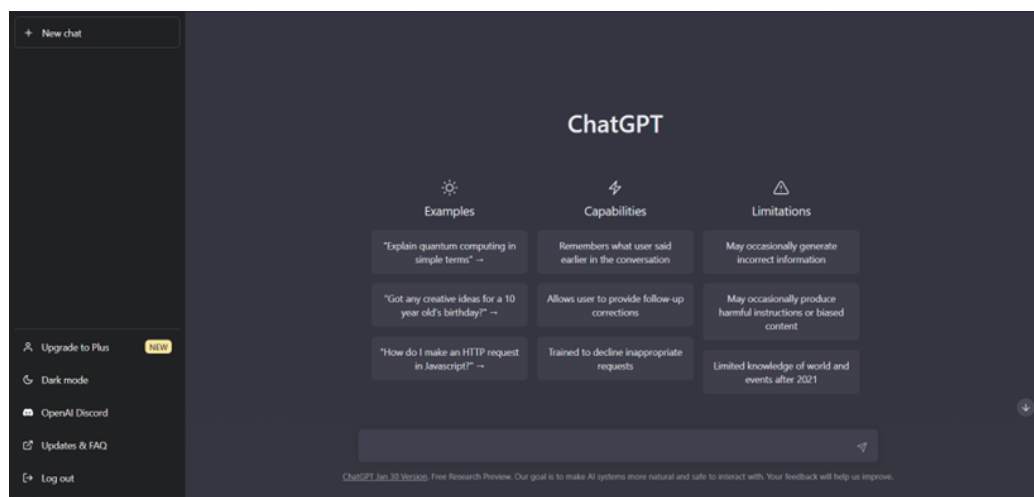 + New chat
ChatGPT
Examples
Capabilities
Limitations
"Explain quantum computing in
simple terms" →
Remembers what user said
earlier in the conversation
May occasionally generate
incorrect information
"Got any creative ideas for a 10
year old's birthday?" →
Allows user to provide follow-up
corrections
May occasionally produce
harmful instructions or biased
content
"How do I make an HTTP request
in Javascript?" →
Trained to decline inappropriate
requests
Limited knowledge of world and
events after 2021
Upgrade to Plus NEW
Dark mode
OpenAI Discord
Updates & FAQ
Log out
ChatGPT Jan 30 Version. Free Research Preview. Our goal is to make AI systems more natural and safe to interact with. Your feedback will help us improve.